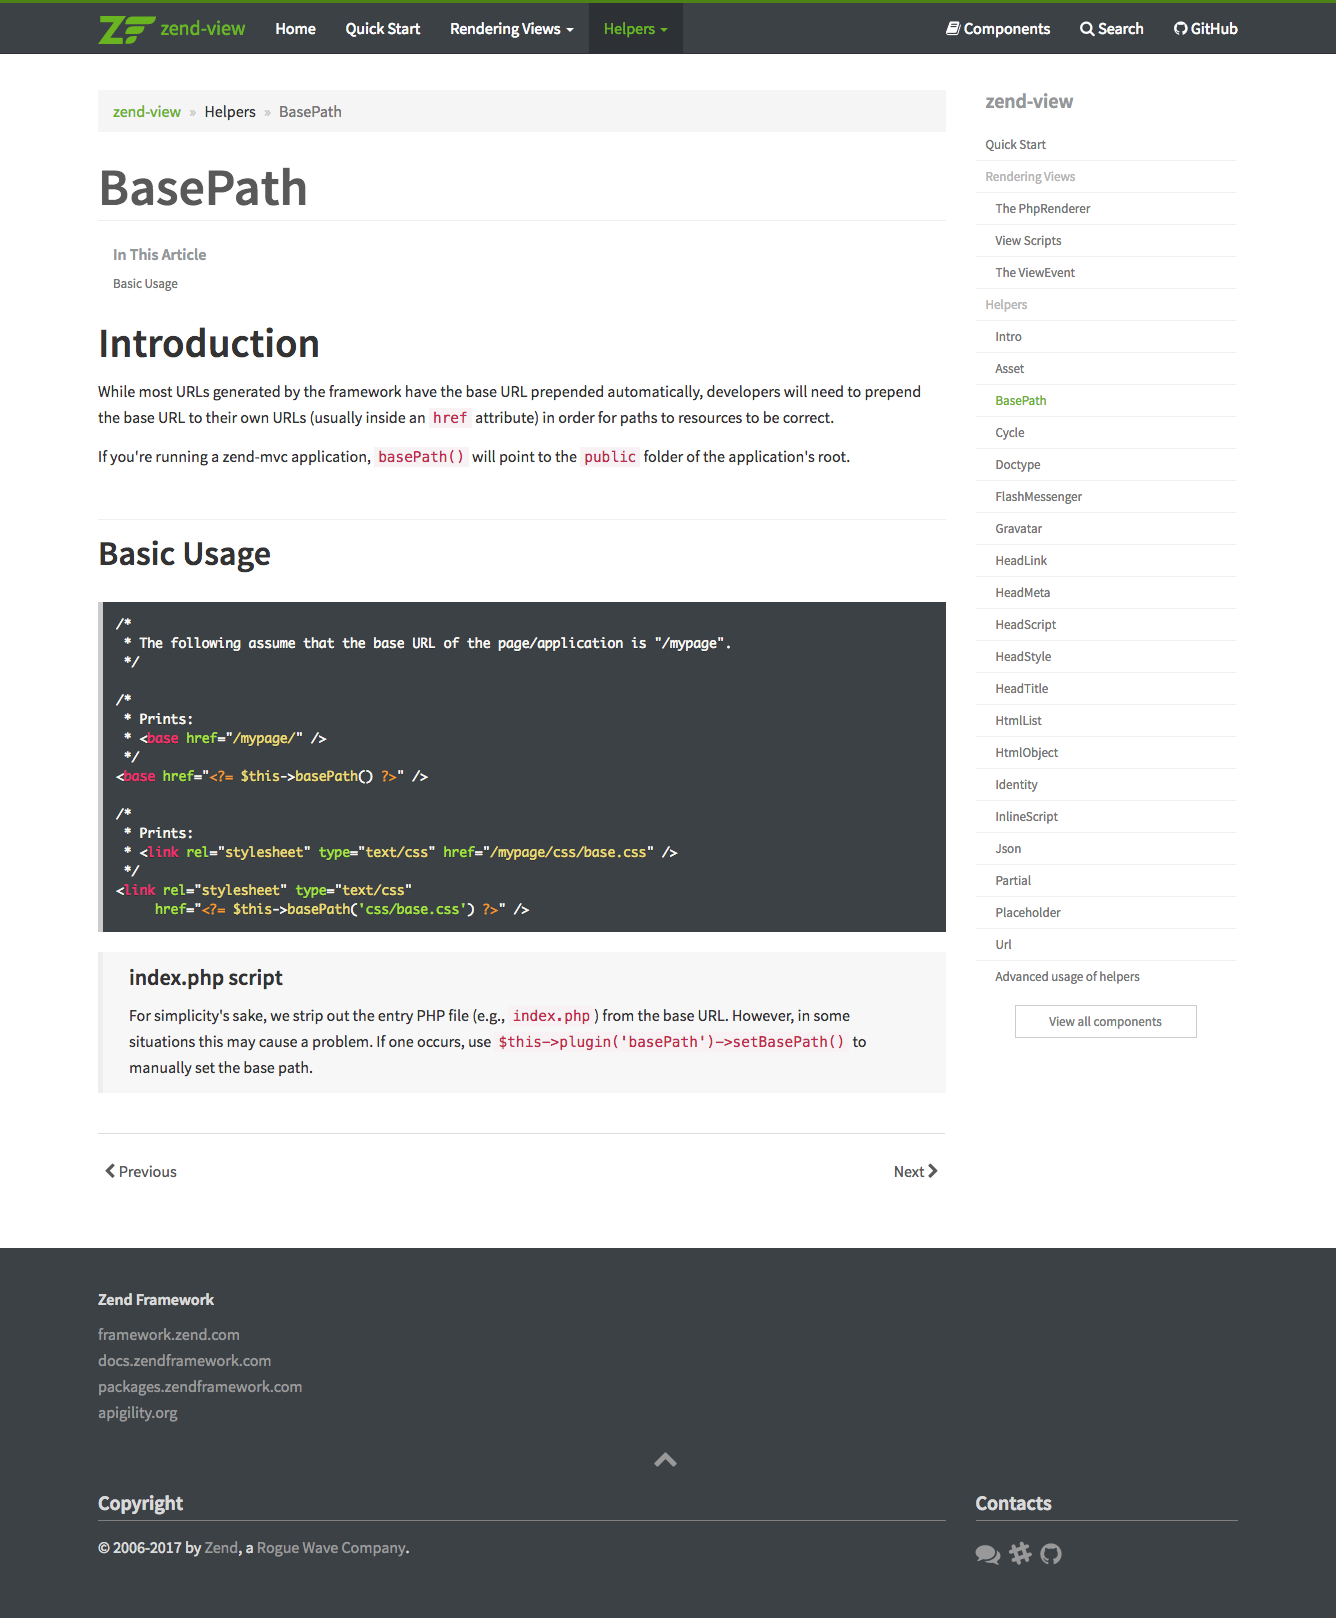 ZF zend-view Home Quick Start Rendering Views Helpers Components Search GitHub
zend-view » Helpers » BasePath
BasePath
In This Article
Basic Usage
Introduction
While most URLs generated by the framework have the base URL prepended automatically, developers will need to prepend
the base URL to their own URLs (usually inside an href attribute) in order for paths to resources to be correct.
If you're running a zend-mvc application, basePath() will point to the public folder of the application's root.
Basic Usage
/*
 * The following assume that the base URL of the page/application is "/mypage".
 */
/*
 * Prints:
 * <base href="/mypage/" />
 */
<base href="<?= $this->basePath() ?>" />
/*
 * Prints:
 * <link rel="stylesheet" type="text/css" href="/mypage/css/base.css" />
 */
<link rel="stylesheet" type="text/css"
     href="<?= $this->basePath('css/base.css') ?>" />
index.php script
For simplicity's sake, we strip out the entry PHP file (e.g., index.php) from the base URL. However, in some
situations this may cause a problem. If one occurs, use $this->plugin('basePath')->setBasePath() to
manually set the base path.
Previous
Next
zend-view
Quick Start
Rendering Views
The PhpRenderer
View Scripts
The ViewEvent
Helpers
Intro
Asset
BasePath
Cycle
Doctype
FlashMessenger
Gravatar
HeadLink
HeadMeta
HeadScript
HeadStyle
HeadTitle
HtmlList
HtmlObject
Identity
InlineScript
Json
Partial
Placeholder
Url
Advanced usage of helpers
View all components
Zend Framework
framework.zend.com
docs.zendframework.com
packages.zendframework.com
apigility.org
Copyright
© 2006-2017 by Zend, a Rogue Wave Company.
Contacts